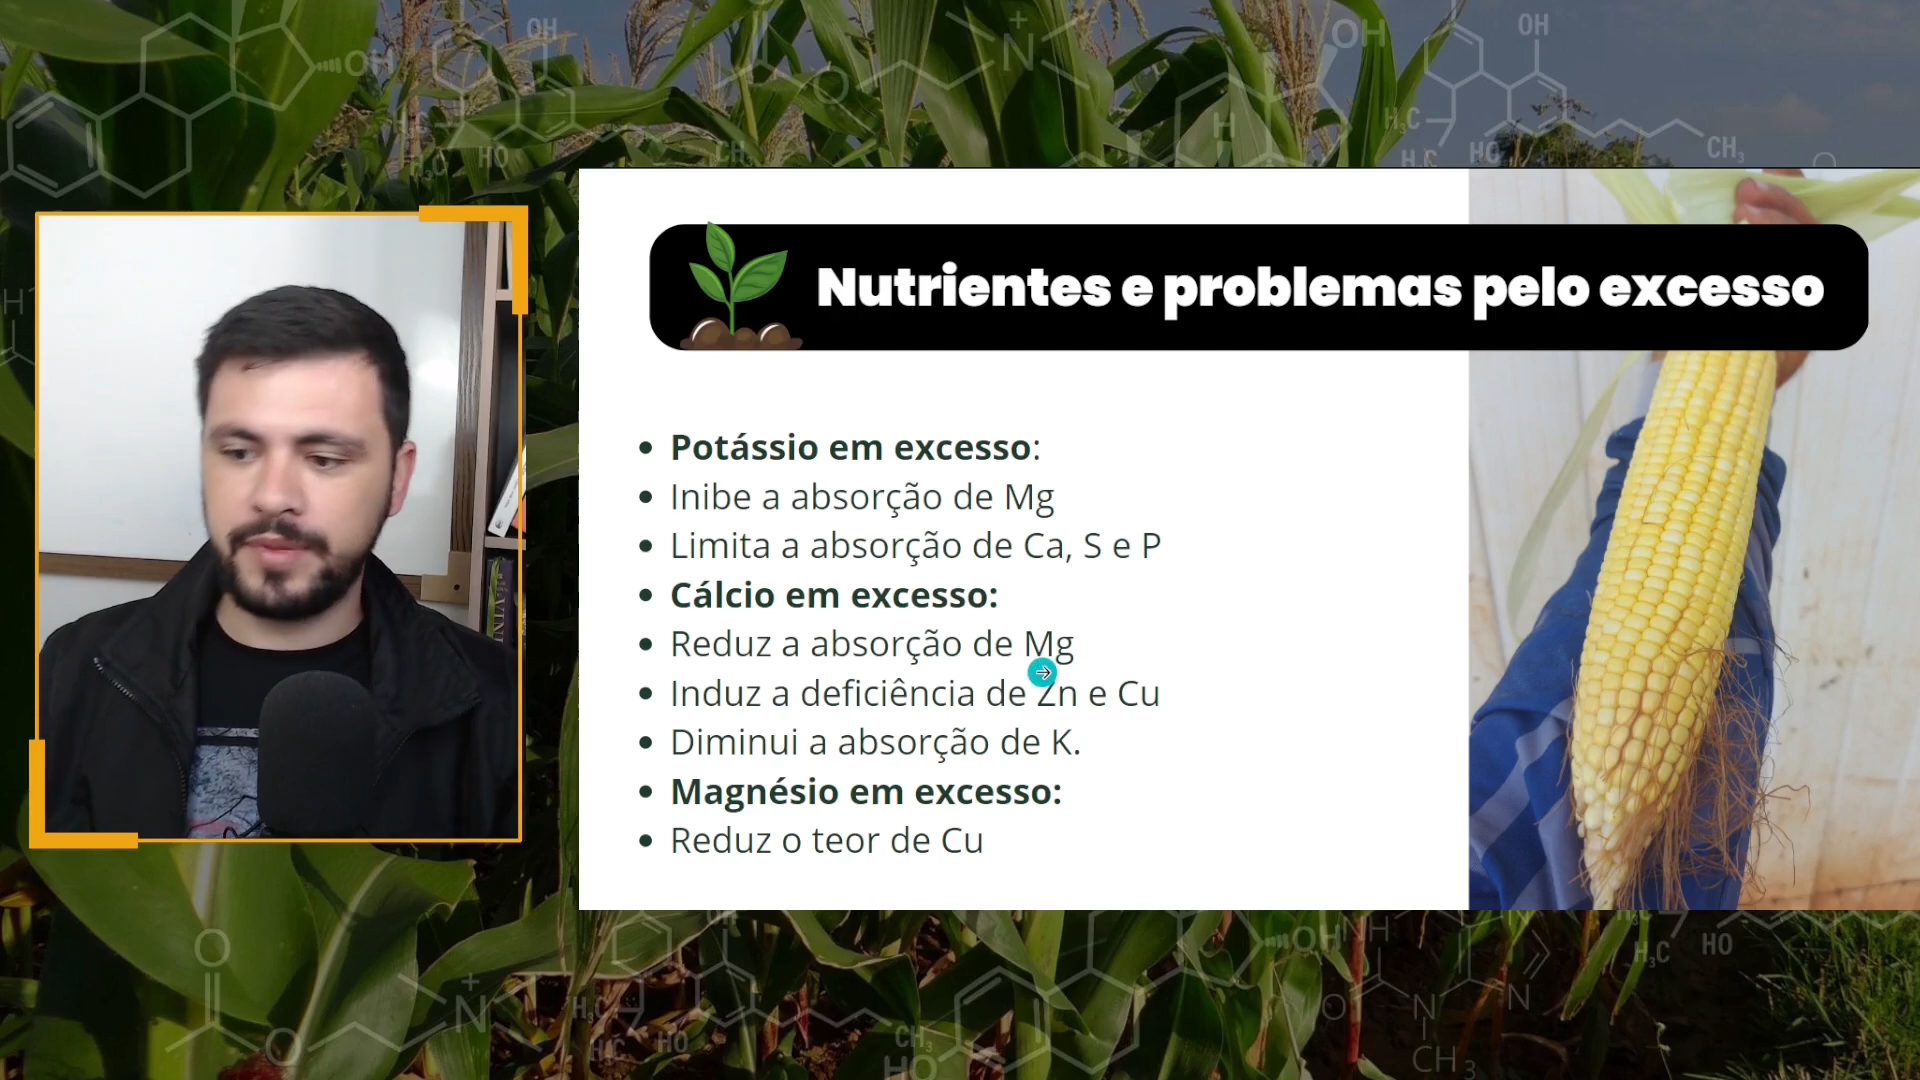 Nutrientes e problemas pelo excesso
Potássio em excesso:
Inibe a absorção de Mg
Limita a absorção de Ca, S e P
Cálcio em excesso:
Reduz a absorção de Mg
Induz a deficiência de Zn e Cu
Diminui a absorção de K.
Magnésio em excesso:
Reduz o teor de Cu